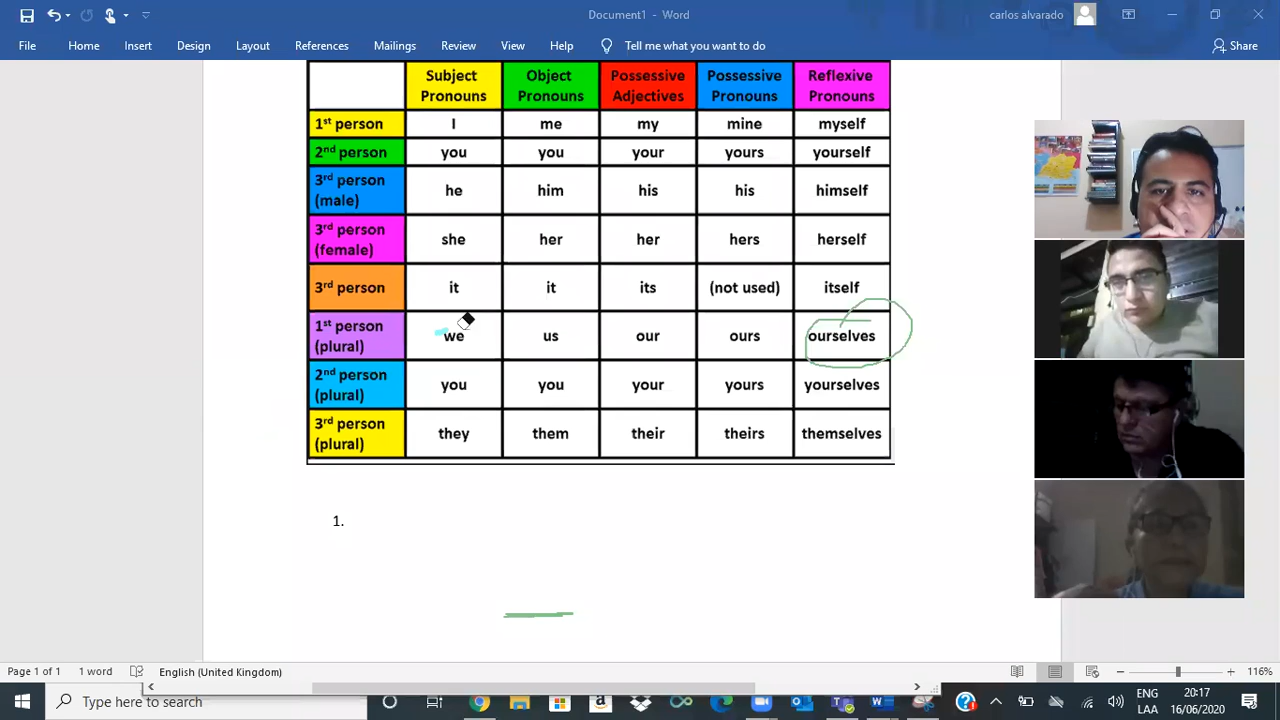 Document1 - Word
carlos alvarado
File Home Insert Design Layout References Mailings Review View Help Tell me what you want to do Share
Subject Pronouns Object Pronouns Possessive Adjectives Possessive Pronouns Reflexive Pronouns
1st person I me my mine myself
2nd person you you your yours yourself
3rd person (male) he him his his himself
3rd person (female) she her her hers herself
3rd person it it its (not used) itself
1st person (plural) we us our ours ourselves
2nd person (plural) you you your yours yourselves
3rd person (plural) they them their theirs themselves
1.
Page 1 of 1 1 word English (United Kingdom) 116%
Type here to search
ENG 20:17
LAA 16/06/2020